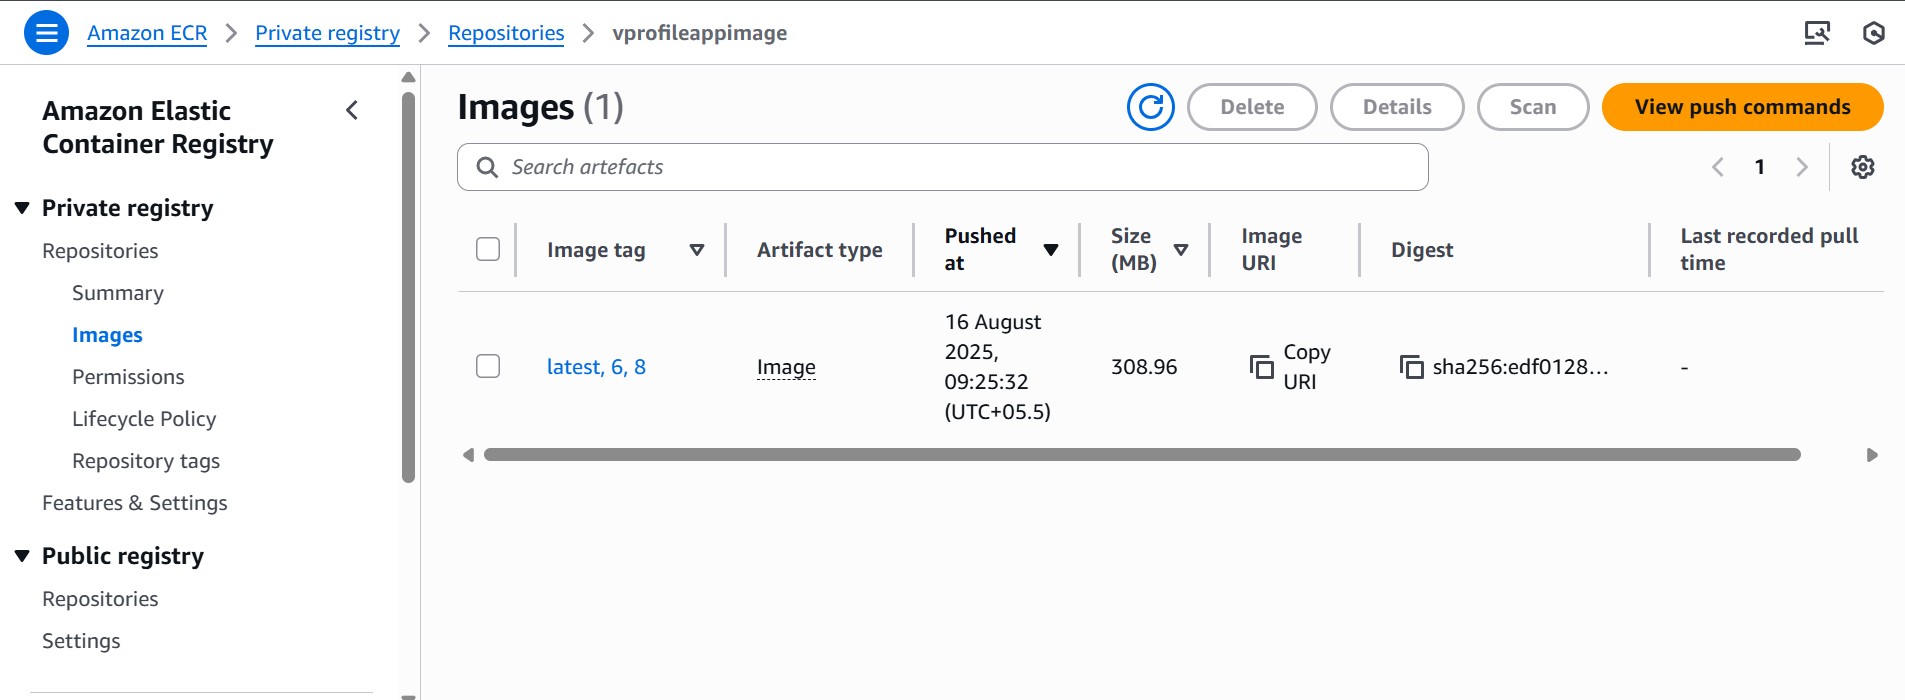 Amazon ECR > Private registry > Repositories > vprofileappimage
Amazon Elastic
Container Registry
Private registry
Repositories
Summary
Images
Permissions
Lifecycle Policy
Repository tags
Features & Settings
Public registry
Repositories
Settings
Images (1)
Delete
Details
Scan
View push commands
Search artefacts
1
Image tag
Artifact type
Pushed
at
Size
(MB)
Image
URI
Digest
Last recorded pull
time
latest, 6, 8
Image
16 August
2025,
09:25:32
(UTC+05.5)
308.96
Copy
URI
sha256:edf0128...
-